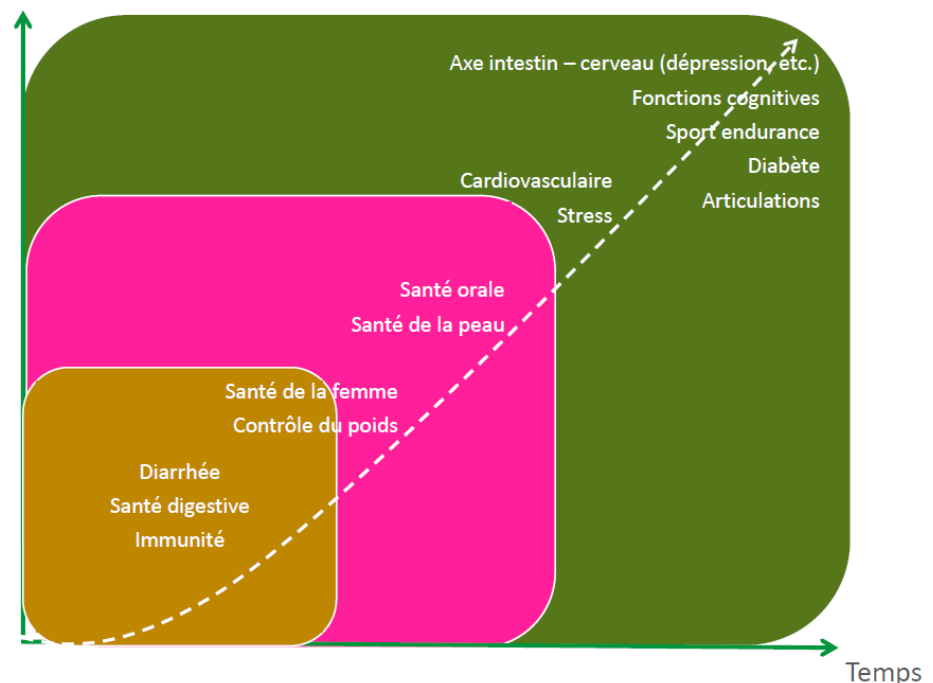 Axe intestin – cerveau (dépression, etc.)
Fonctions cognitives
Sport endurance
Diabète
Articulations
Cardiovasculaire
Stress
Santé orale
Santé de la peau
Santé de la femme
Contrôle du poids
Diarrhée
Santé digestive
Immunité
Temps